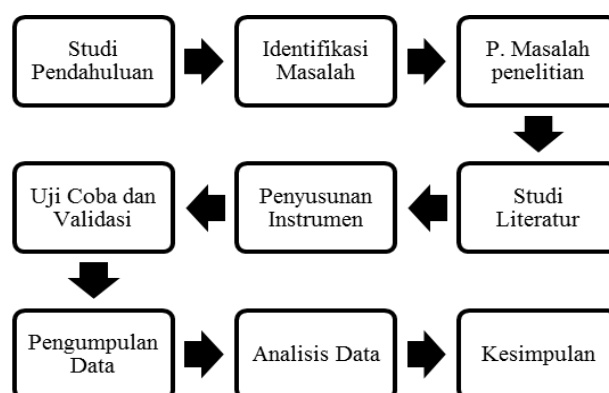 Studi
Pendahuluan
Identifikasi
Masalah
P. Masalah
penelitian
Studi
Literatur
Penyusunan
Instrumen
Uji Coba dan
Validasi
Pengumpulan
Data
Analisis Data
Kesimpulan